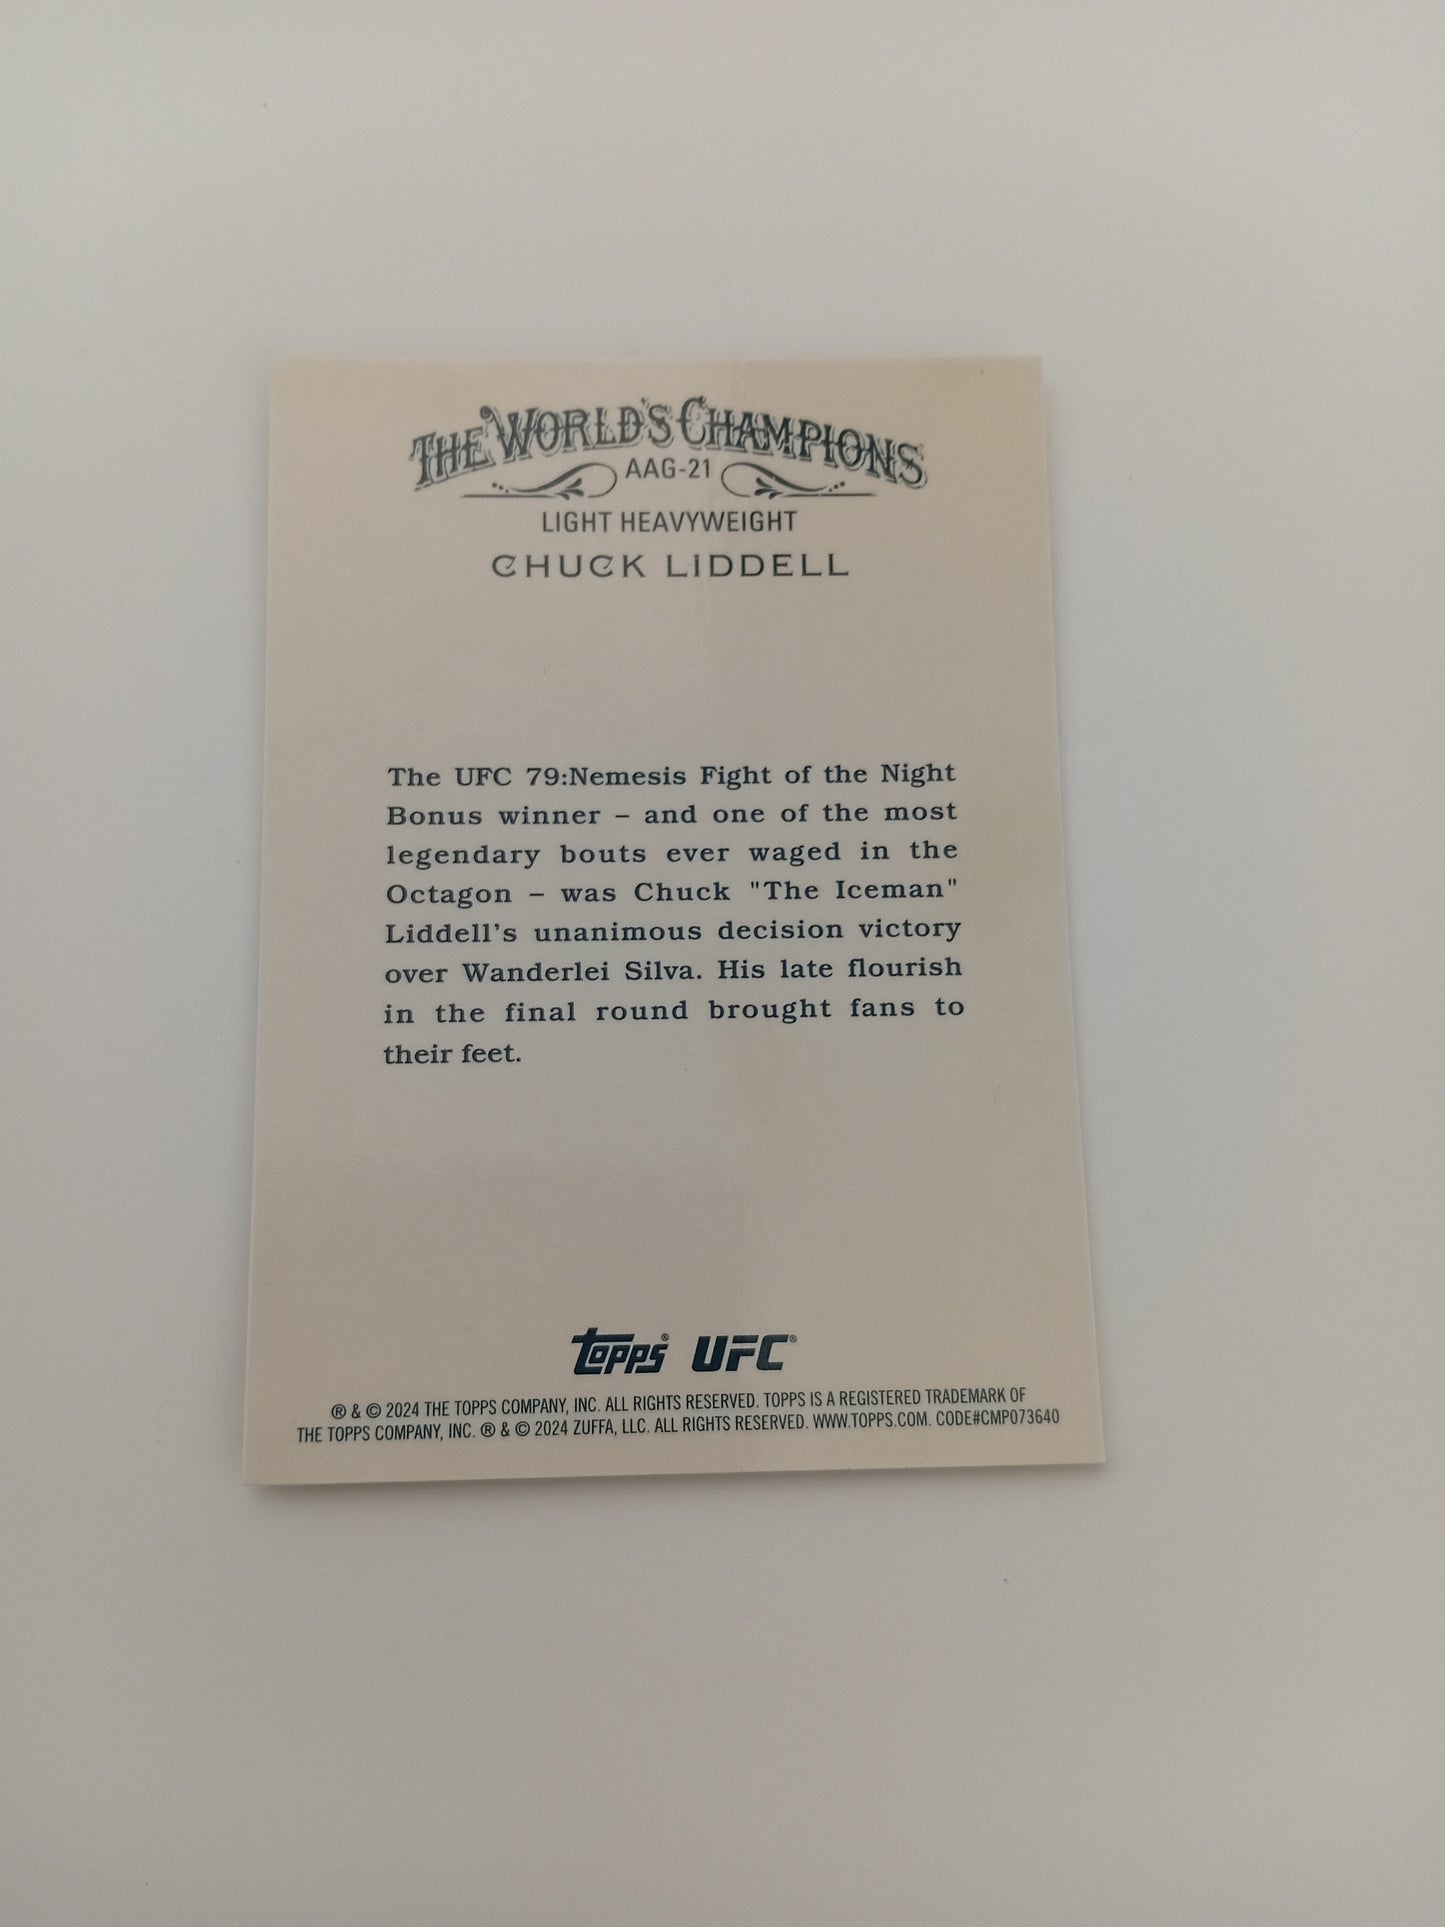 THE WORLD'S CHAMPIONS
AAG-21
LIGHT HEAVYWEIGHT
CHUCK LIDDELL
The UFC 79:Nemesis Fight of the Night
Bonus winner – and one of the most
legendary bouts ever waged in the
Octagon – was Chuck "The Iceman"
Liddell's unanimous decision victory
over Wanderlei Silva. His late flourish
in the final round brought fans to
their feet.
Topps® UFC®
® & © 2024 THE TOPPS COMPANY, INC. ALL RIGHTS RESERVED. TOPPS IS A REGISTERED TRADEMARK OF
THE TOPPS COMPANY, INC. ® & © 2024 ZUFFA, LLC. ALL RIGHTS RESERVED. WWW.TOPPS.COM. CODE#CMP073640